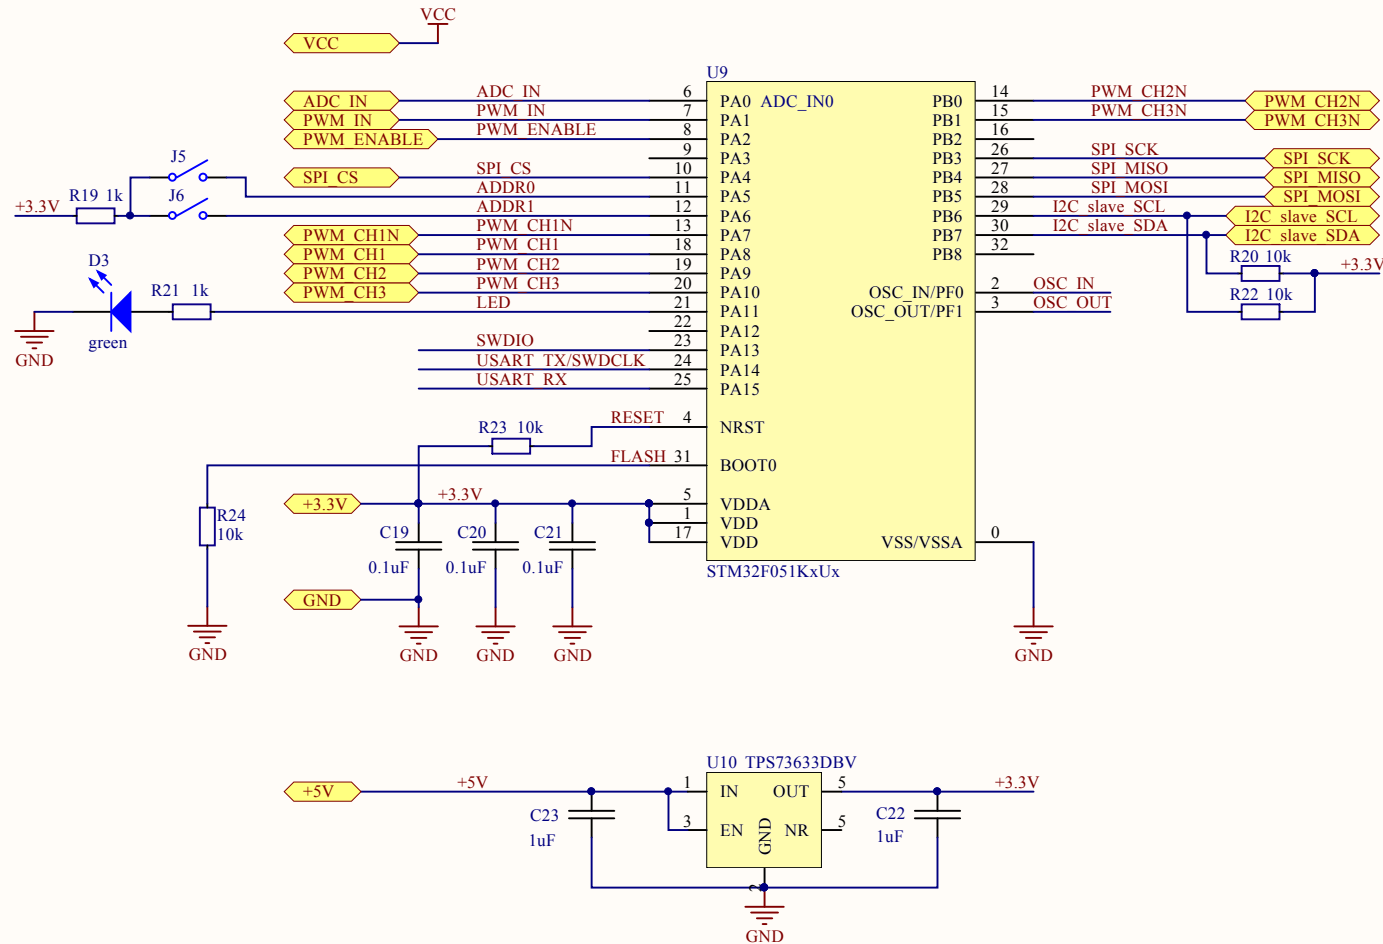 VCC
VCC
U9
ADC_IN ADC_IN 6 PA0 ADC_IN0 PB0 14 PWM_CH2N PWM_CH2N
PWM_IN PWM_IN 7 PA1 PB1 15 PWM_CH3N PWM_CH3N
PWM_ENABLE PWM_ENABLE 8 PA2 PB2 16
J5 9 PA3 PB3 26 SPI_SCK SPI_SCK
SPI_CS SPI_CS 10 PA4 PB4 27 SPI_MISO SPI_MISO
R19 1k J6 ADDR0 11 PA5 PB5 28 SPI_MOSI SPI_MOSI
+3.3V ADDR1 12 PA6 PB6 29 I2C_slave_SCL I2C_slave_SCL
PWM_CH1N PWM_CH1N 13 PA7 PB7 30 I2C_slave_SDA I2C_slave_SDA
PWM_CH1 PWM_CH1 18 PA8 PB8 32 R20 10k
D3 PWM_CH2 PWM_CH2 19 PA9 +3.3V
R21 1k PWM_CH3 PWM_CH3 20 PA10 OSC_IN/PF0 2 OSC_IN R22 10k
LED 21 PA11 OSC_OUT/PF1 3 OSC_OUT
green 22 PA12
GND SWDIO 23 PA13
USART_TX/SWDCLK 24 PA14
USART_RX 25 PA15
R23 10k RESET 4 NRST
FLASH 31 BOOT0
+3.3V +3.3V 5 VDDA
R24 1 VDD
10k C19 C20 C21 17 VDD VSS/VSSA 0
0.1uF 0.1uF 0.1uF STM32F051KxUx
GND
GND GND GND GND GND
U10 TPS73633DBV
+5V +5V 1 IN OUT 5 +3.3V
C23 3 EN NR 5 C22
1uF GND 1uF
2
GND